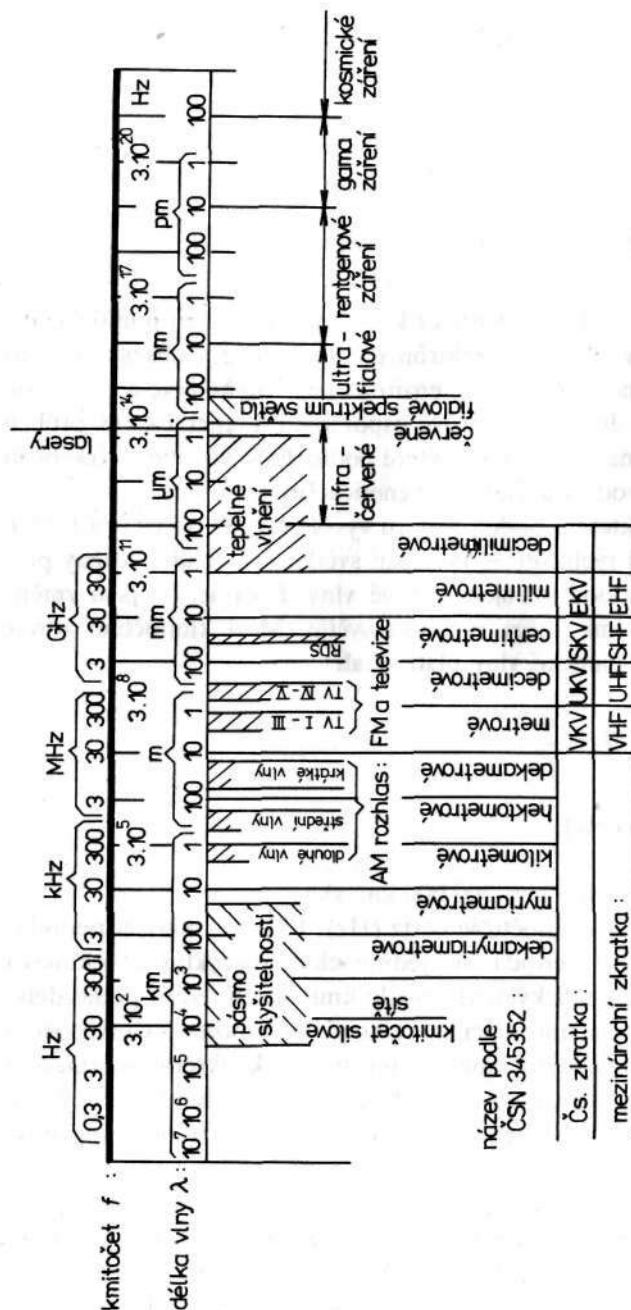 kmitočet f :
Hz kHz MHz GHz
0,3 3 30 300 3 30 300 3 30 300 3 30 300
3.10² 3.10⁵ 3.10⁸ 3.10¹¹ 3.10¹⁴ 3.10¹⁷ 3.10²⁰ Hz
lasery
délka vlny λ :
km m mm µm nm pm
10⁷ 10⁶ 10⁵ 10⁴ 10³ 100 10 1 100 10 1 100 10 1 100 10 1 100 10 1 100 10 1 100
pásmo
slyšitelnosti
kmitočet silové
sítě
dlouhé vlny
střední vlny
krátké vlny
AM rozhlas :
TV I - III
TV IV - V
FM a televize
RDS
tepelné
vlnění
infra-
červené
červené
fialové spektrum světla
ultra-
fialové
rentgenové
záření
gama
záření
kosmické
záření
název podle
ČSN 345352
dekamyriametrové
myriametrové
kilometrové
hektometrové
dekametrové
metrové
decimetrové
centimetrové
milimetrové
decimilimetrové
Čs. zkratka :
VKV UKV SKV EKV
mezinárodní zkratka :
VHF UHF SHF EHF